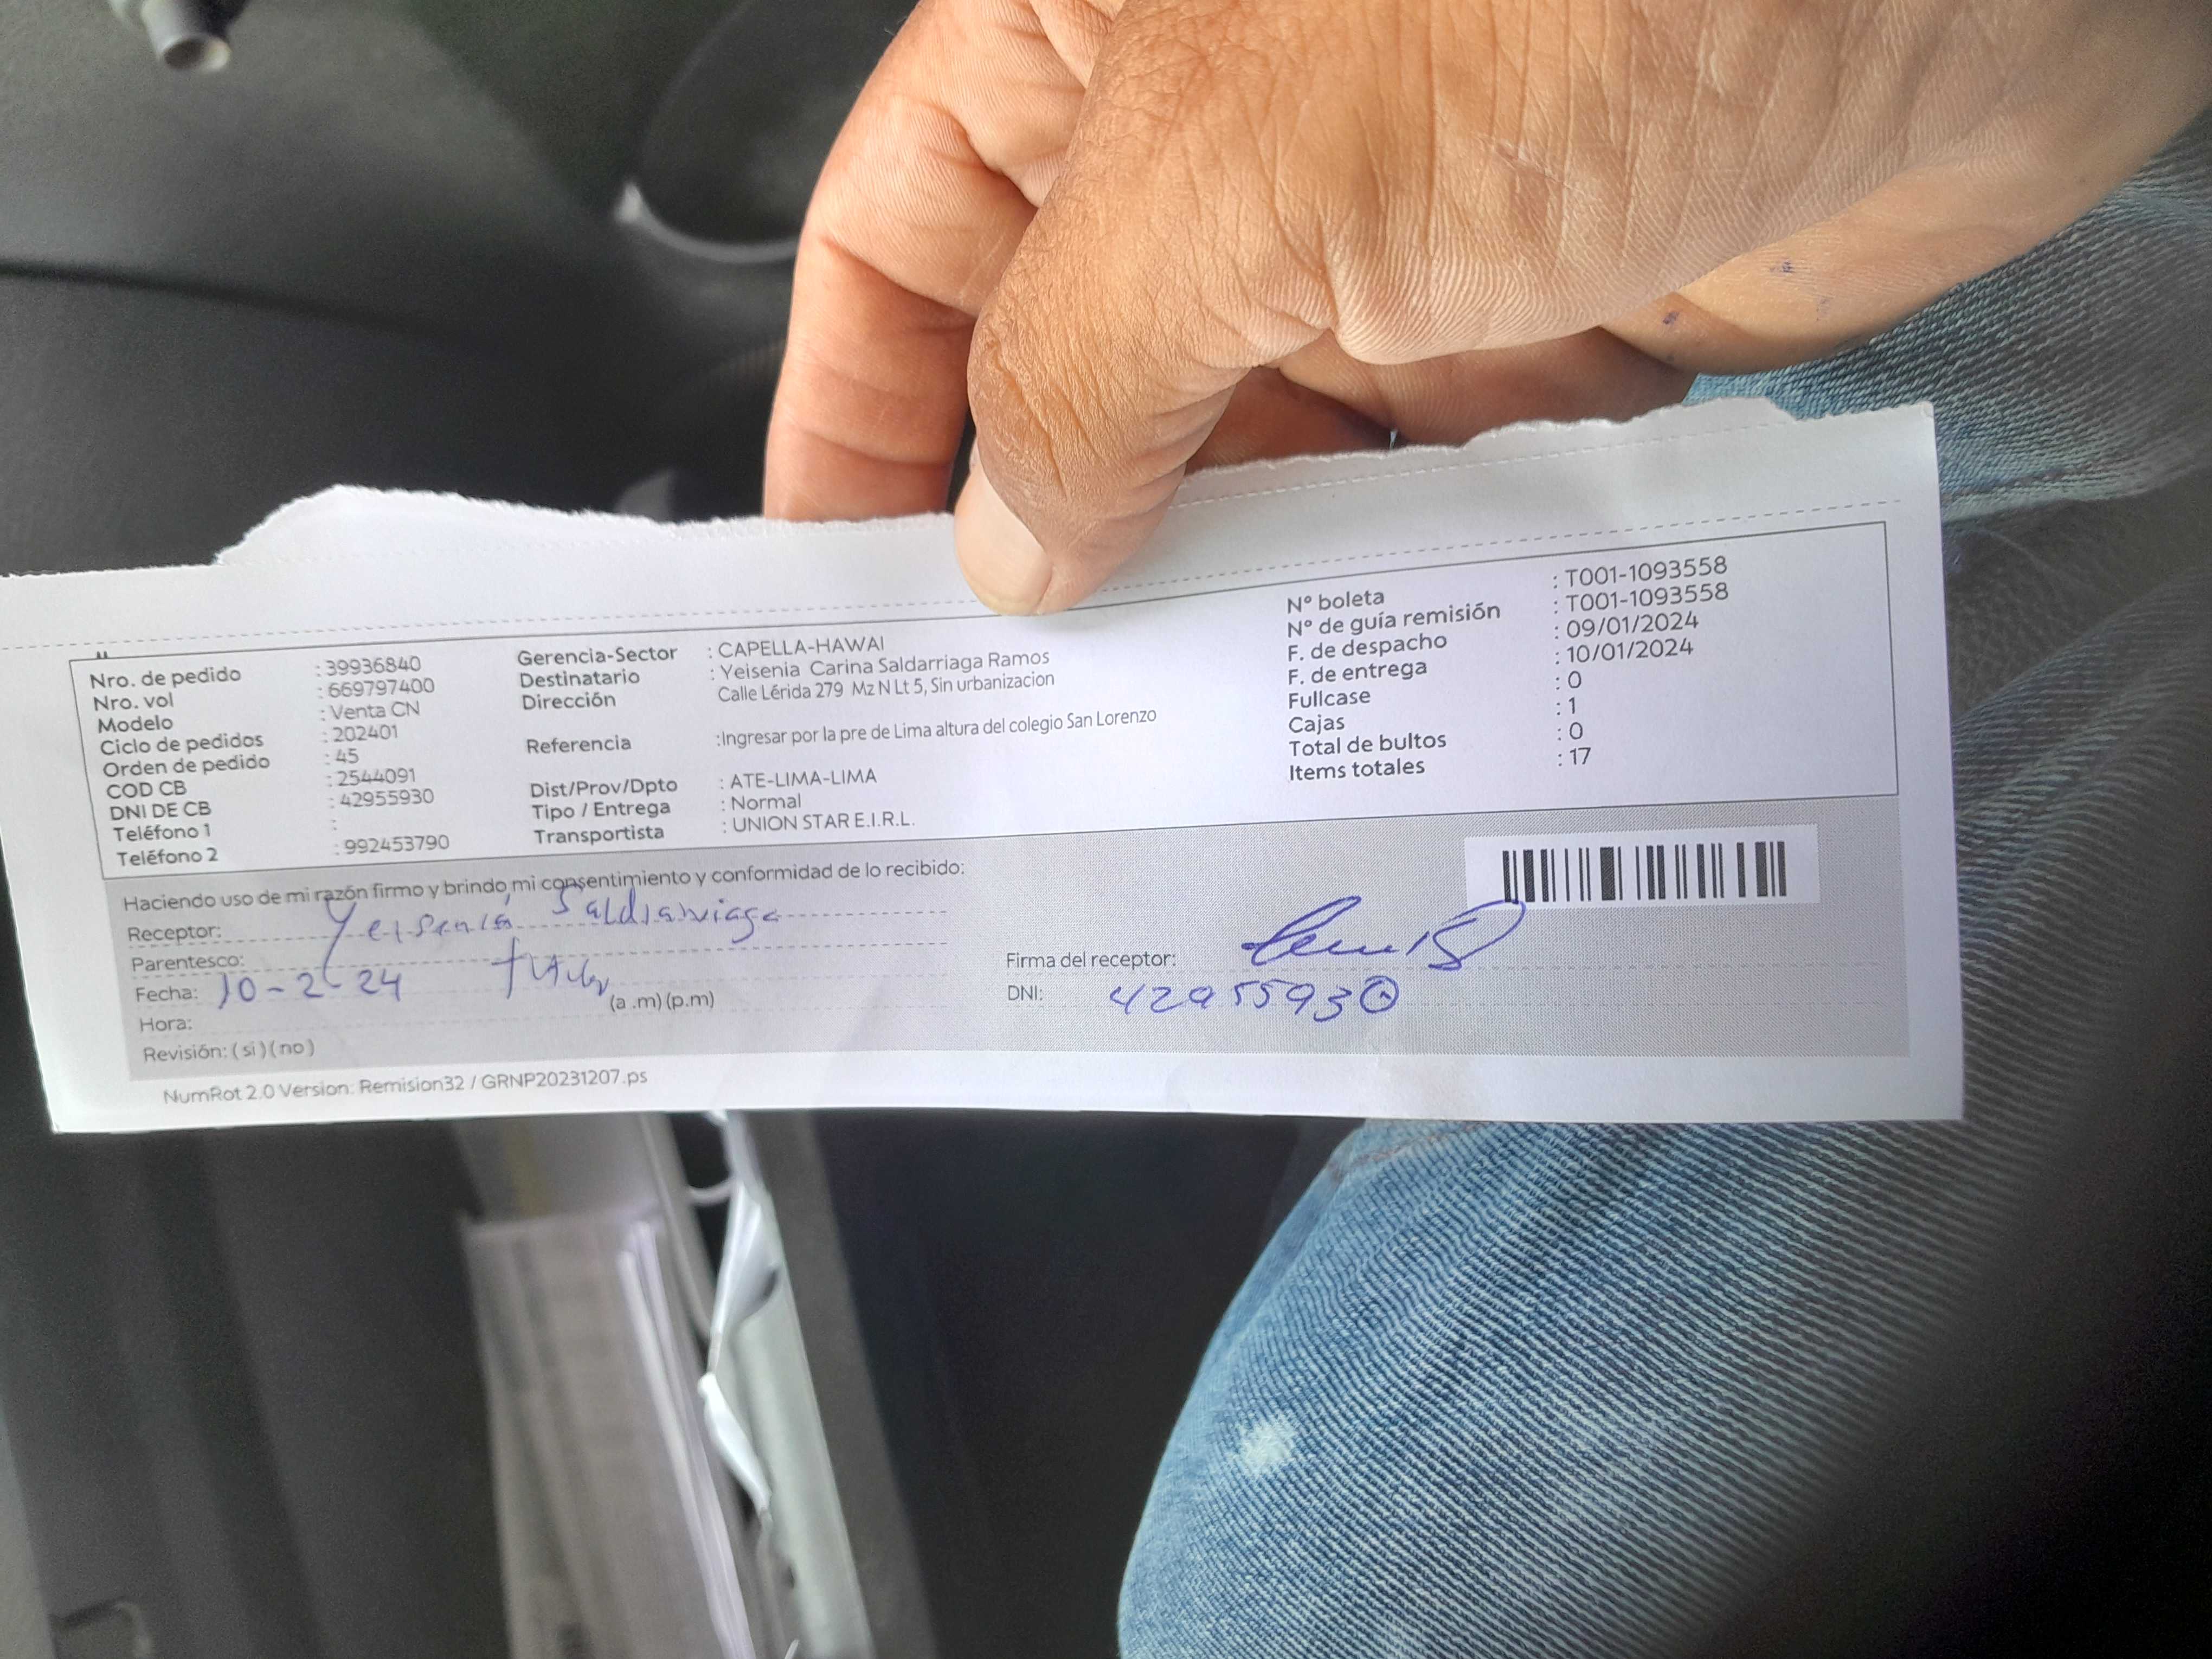 Nro. de pedido : 39936840
Nro. vol : 669797400
Modelo : Venta CN
Ciclo de pedidos : 202401
Orden de pedido : 45
COD CB : 2544091
DNI DE CB : 42955930
Teléfono 1 :
Teléfono 2 : 992453790
Gerencia-Sector : CAPELLA-HAWAI
Destinatario : Yeisenia Carina Saldarriaga Ramos
Dirección Calle Lérida 279 Mz N Lt 5, Sin urbanizacion
Referencia :Ingresar por la pre de Lima altura del colegio San Lorenzo
Dist/Prov/Dpto : ATE-LIMA-LIMA
Tipo / Entrega : Normal
Transportista : UNION STAR E.I.R.L.
N° boleta : T001-1093558
N° de guía remisión : T001-1093558
F. de despacho : 09/01/2024
F. de entrega : 10/01/2024
Fullcase : 0
Cajas : 1
Total de bultos : 0
Items totales : 17
Haciendo uso de mi razón firmo y brindo mi consentimiento y conformidad de lo recibido:
Receptor: Yeisenia Saldarriaga
Parentesco:
Fecha: 10-2-24
Hora: (a .m) (p.m)
Revisión: ( si ) ( no )
Firma del receptor:
DNI: 42955930
NumRot 2.0 Version: Remision32 / GRNP20231207.ps